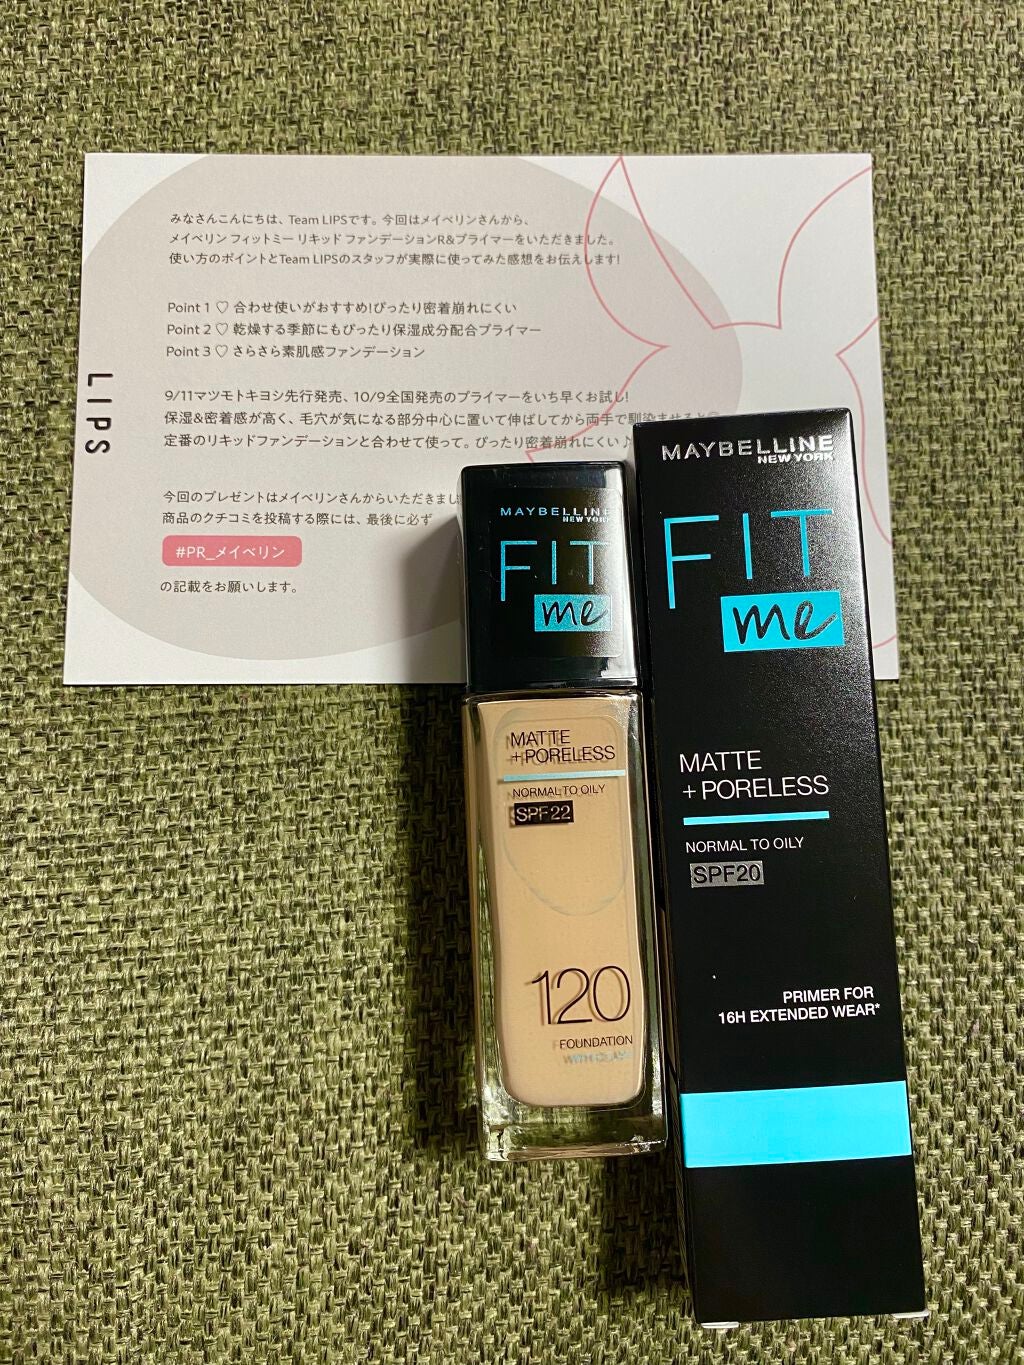 みなさんこんにちは、Team LIPSです。今回はメイベリンさんから、
メイベリン フィットミー リキッド ファンデーションR&プライマーをいただきました。
使い方のポイントとTeam LIPSのスタッフが実際に使ってみた感想をお伝えします!
Point 1 ♡ 合わせ使いがおすすめ!ぴったり密着崩れにくい
Point 2 ♡ 乾燥する季節にもぴったり保湿成分配合プライマー
Point 3 ♡ さらさら素肌感ファンデーション
9/11マツモトキヨシ先行発売、10/9全国発売のプライマーをいち早くお試し!
保湿&密着感が高く、毛穴が気になる部分中心に置いて伸ばしてから両手で馴染ませると
定番のリキッドファンデーションと合わせて使って。ぴったり密着崩れにくい♪
今回のプレゼントはメイベリンさんからいただきまし
商品のクチコミを投稿する際には、最後に必ず
#PR_メイベリン
の記載をお願いします。
LIPS
MAYBELLINE
NEW YORK
FIT
me
MATTE
+PORELESS
NORMAL TO OILY
SPF22
120
FOUNDATION
MAYBELLINE
NEW YORK
FIT
me
MATTE
+PORELESS
NORMAL TO OILY
SPF20
PRIMER FOR
16H EXTENDED WEAR*